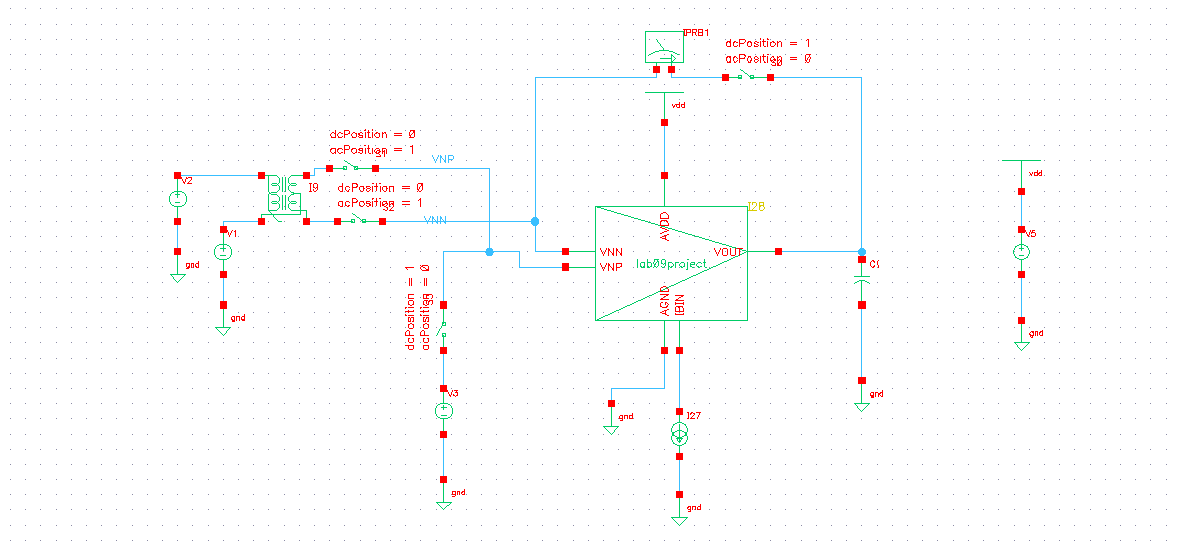 IPRB1
dcPosition = 1
acPosition = 0
S0
vdd
dcPosition = 0
acPosition = 1
S1
VNP
V2
I9
dcPosition = 0
acPosition = 1
S2
VNN
vdd
I28
V1
gnd
AVDD
VNN
VNP
VOUT
lab09project
V5
C1
gnd
dcPosition = 1
acPosition = 0
AGND
IBIN
gnd
V3
gnd
I27
gnd
gnd
gnd